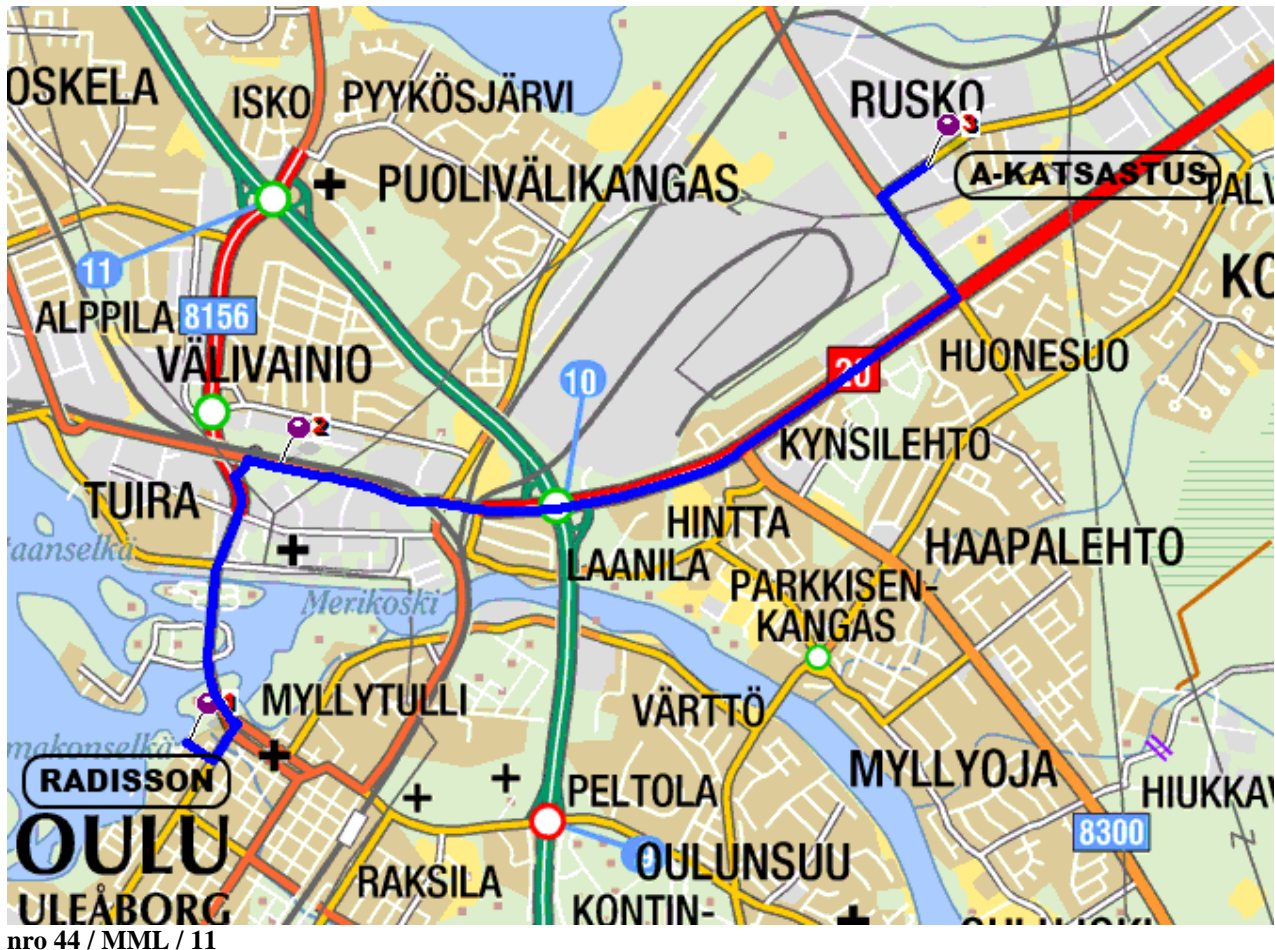 OSKELA
ISKO
PYYKÖSJÄRVI
RUSKO
3
A-KATSASTUS
PUOLIVÄLIKANGAS
TALV
11
KO
ALPPILA
8156
VÄLIVAINIO
10
20
HUONESUO
2
KYNSILEHTO
TUIRA
HINTTA
HAAPALEHTO
aanselkä
LAANILA
PARKKISEN-
KANGAS
Merikoski
1
MYLLYTULLI
VÄRTTÖ
makonselkä
RADISSON
MYLLYOJA
HIUKKAV
PELTOLA
8300
OULU
9
OULUNSUU
RAKSILA
ULEÅBORG
KONTIN-
nro 44 / MML / 11